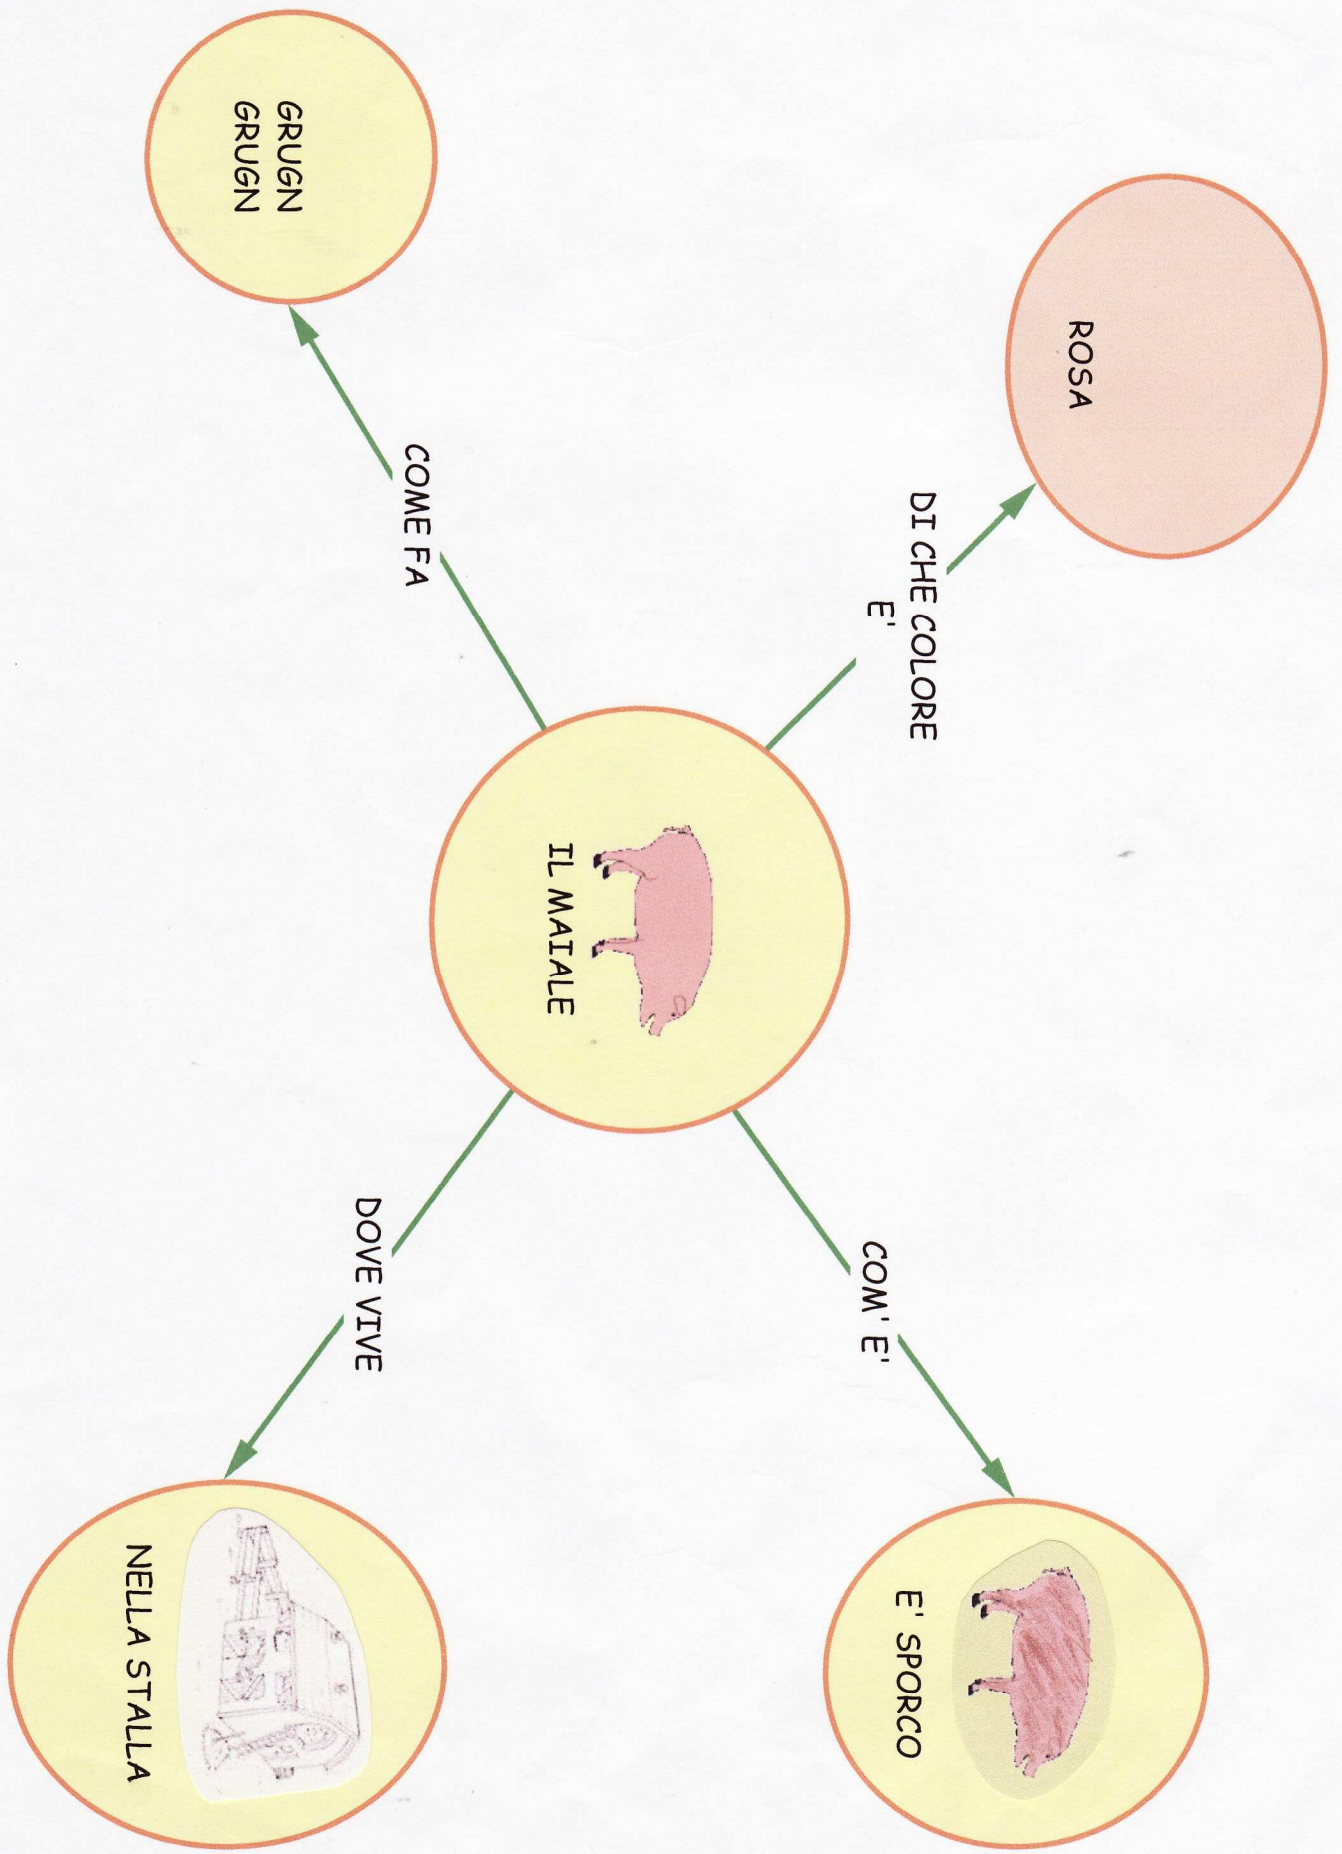 ROSA
DI CHE COLORE
E'
COM' E'
E' SPORCO
IL MAIALE
COME FA
GRUGN
GRUGN
DOVE VIVE
NELLA STALLA